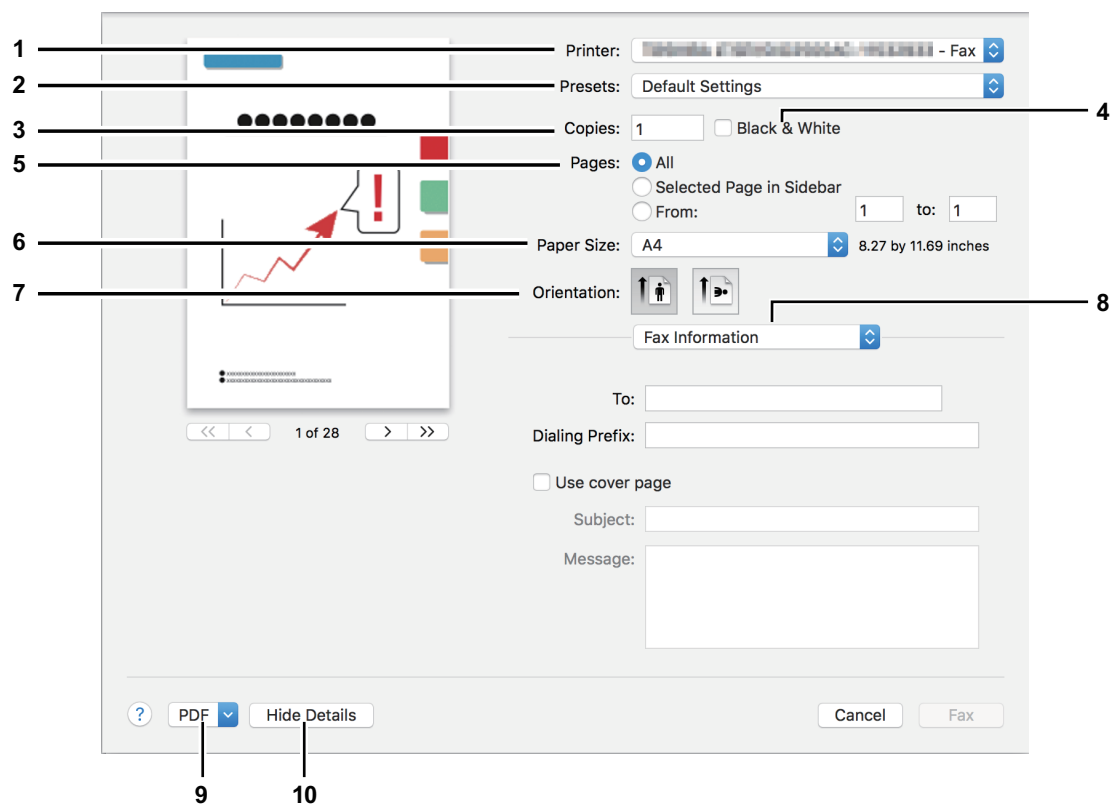 1 Printer: - Fax
2 Presets: Default Settings
3 Copies: 1 Black & White 4
5 Pages: All
Selected Page in Sidebar
From: 1 to: 1
6 Paper Size: A4 8.27 by 11.69 inches
7 Orientation:
8
Fax Information
To:
<< < 1 of 28 > >>
Dialing Prefix:
Use cover page
Subject:
Message:
? PDF Hide Details Cancel Fax
9 10